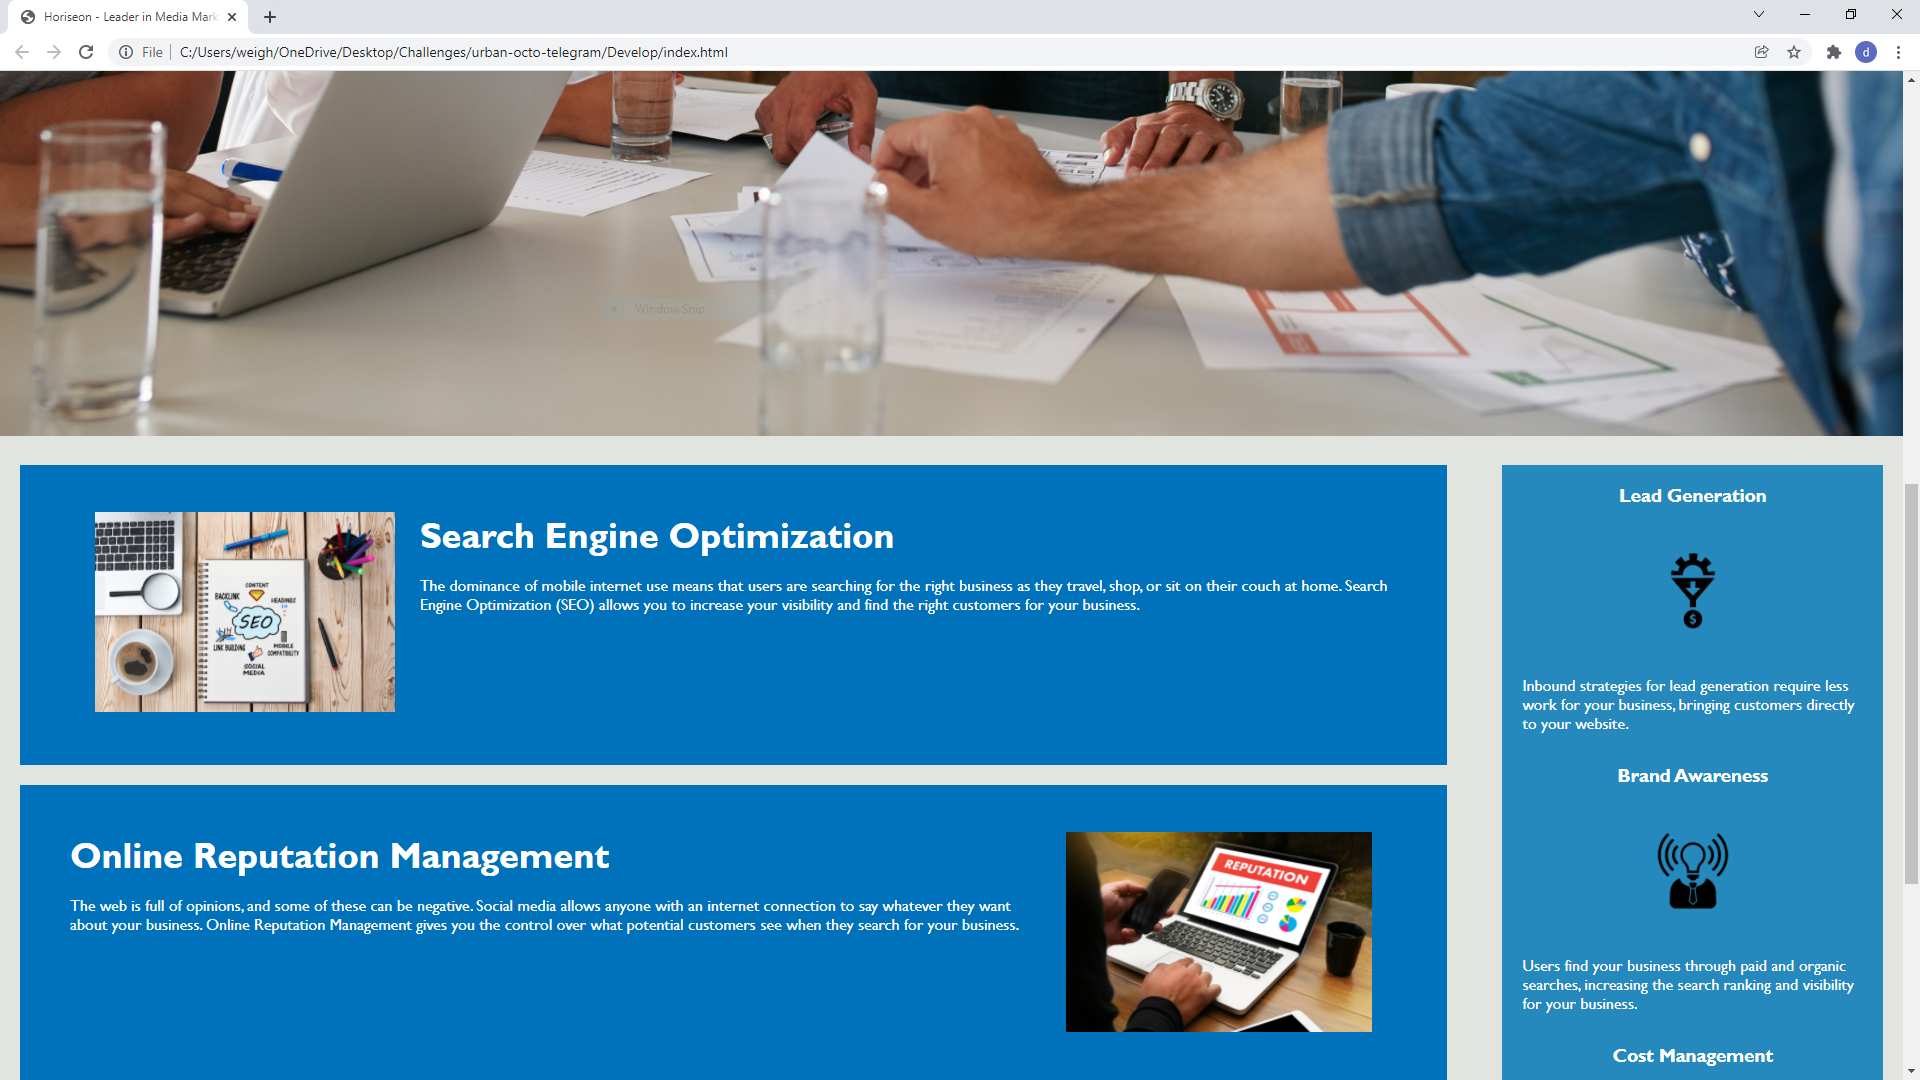 Horiseon - Leader in Media Mark
File
C:/Users/weigh/OneDrive/Desktop/Challenges/urban-octo-telegram/Develop/index.html
d
Window Snip
CONTENT
BACKLINK
HEADINGS
SEO
LINK BUILDING
MOBILE
COMPATIBILITY
SOCIAL
MEDIA
Search Engine Optimization
The dominance of mobile internet use means that users are searching for the right business as they travel, shop, or sit on their couch at home. Search
Engine Optimization (SEO) allows you to increase your visibility and find the right customers for your business.
Online Reputation Management
The web is full of opinions, and some of these can be negative. Social media allows anyone with an internet connection to say whatever they want
about your business. Online Reputation Management gives you the control over what potential customers see when they search for your business.
REPUTATION
Lead Generation
$
Inbound strategies for lead generation require less
work for your business, bringing customers directly
to your website.
Brand Awareness
Users find your business through paid and organic
searches, increasing the search ranking and visibility
for your business.
Cost Management